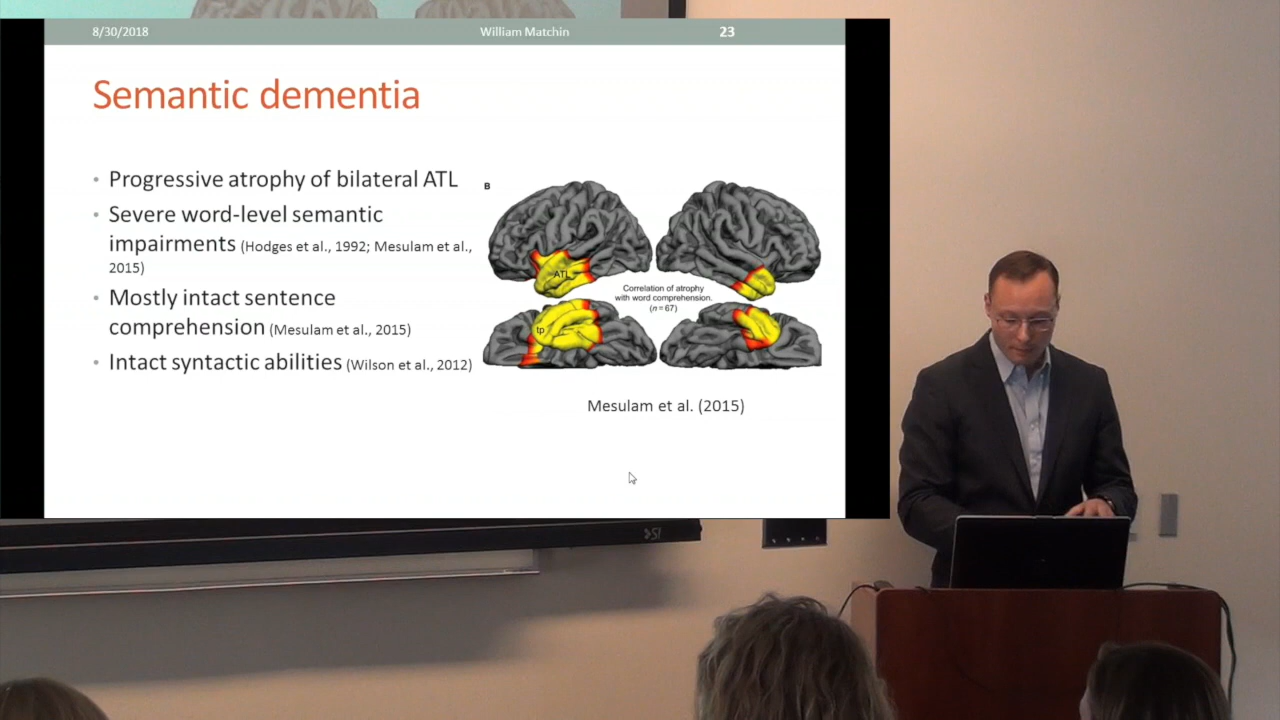 8/30/2018 William Matchin 23
Semantic dementia
• Progressive atrophy of bilateral ATL
• Severe word-level semantic
impairments (Hodges et al., 1992; Mesulam et al.,
2015)
• Mostly intact sentence
comprehension (Mesulam et al., 2015)
• Intact syntactic abilities (Wilson et al., 2012)
B
ATL
Correlation of atrophy
with word comprehension.
(n = 67)
tp
Mesulam et al. (2015)